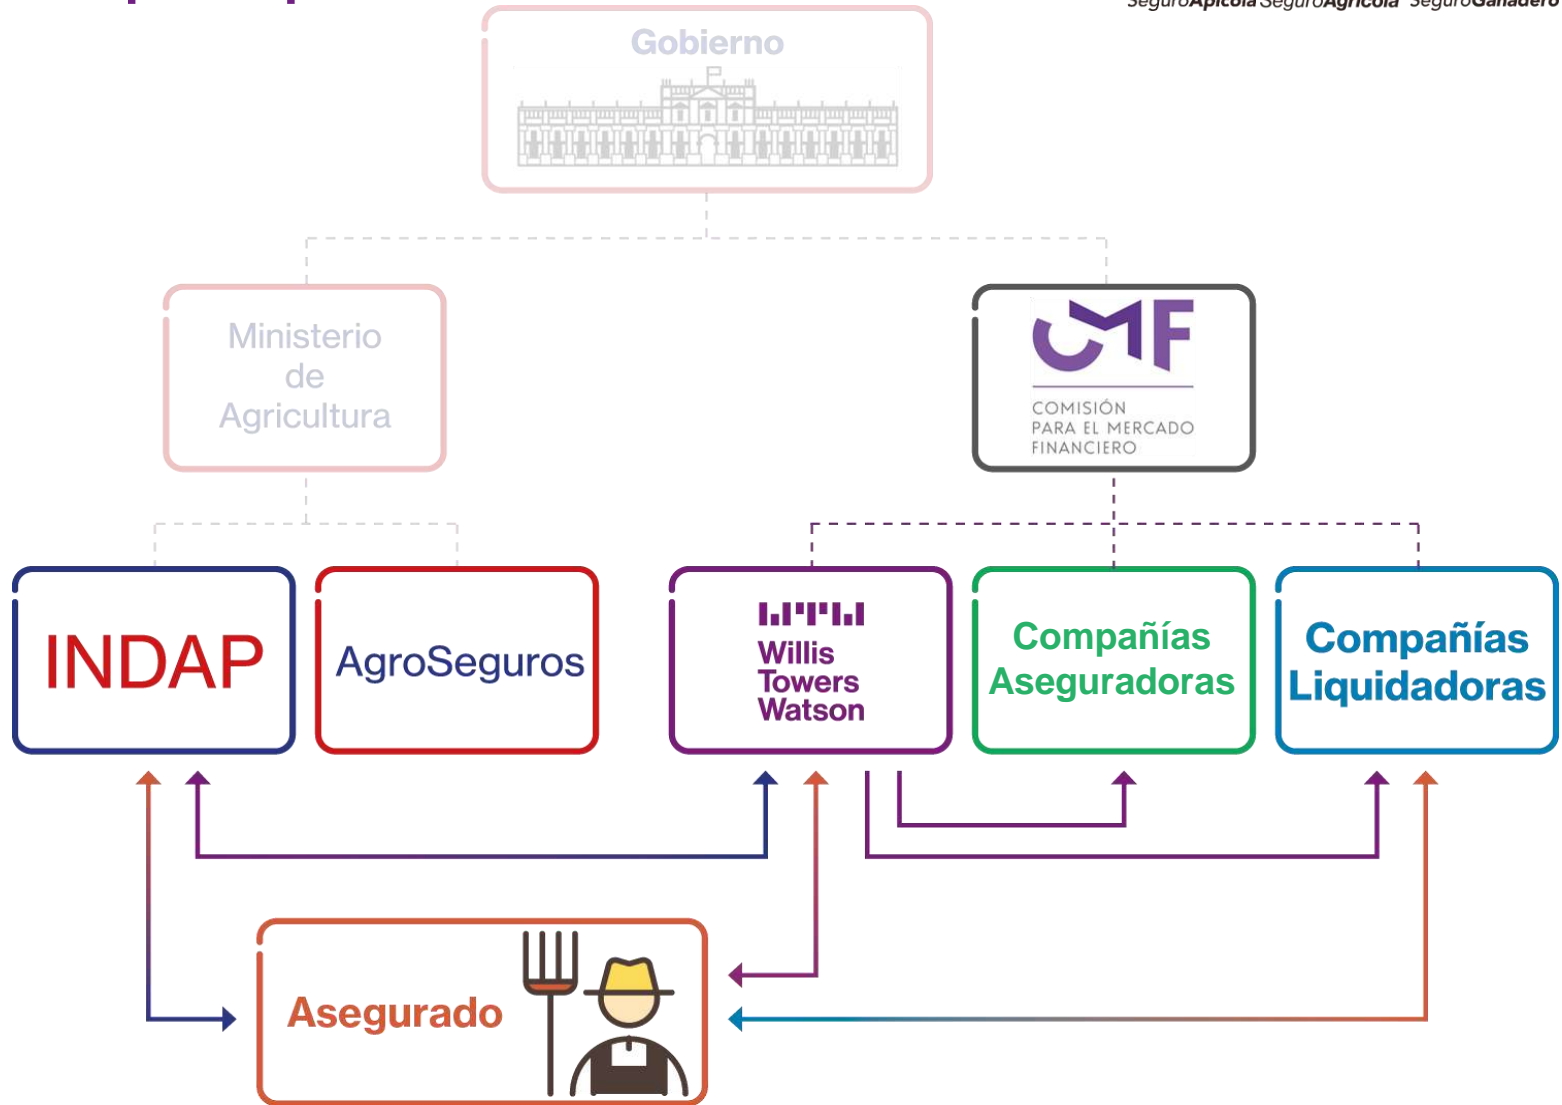 SeguroApícola SeguroAgrícola SeguroGanadero
Gobierno
Ministerio
de
Agricultura
CMF
COMISIÓN
PARA EL MERCADO
FINANCIERO
INDAP
AgroSeguros
Willis
Towers
Watson
Compañías
Aseguradoras
Compañías
Liquidadoras
Asegurado